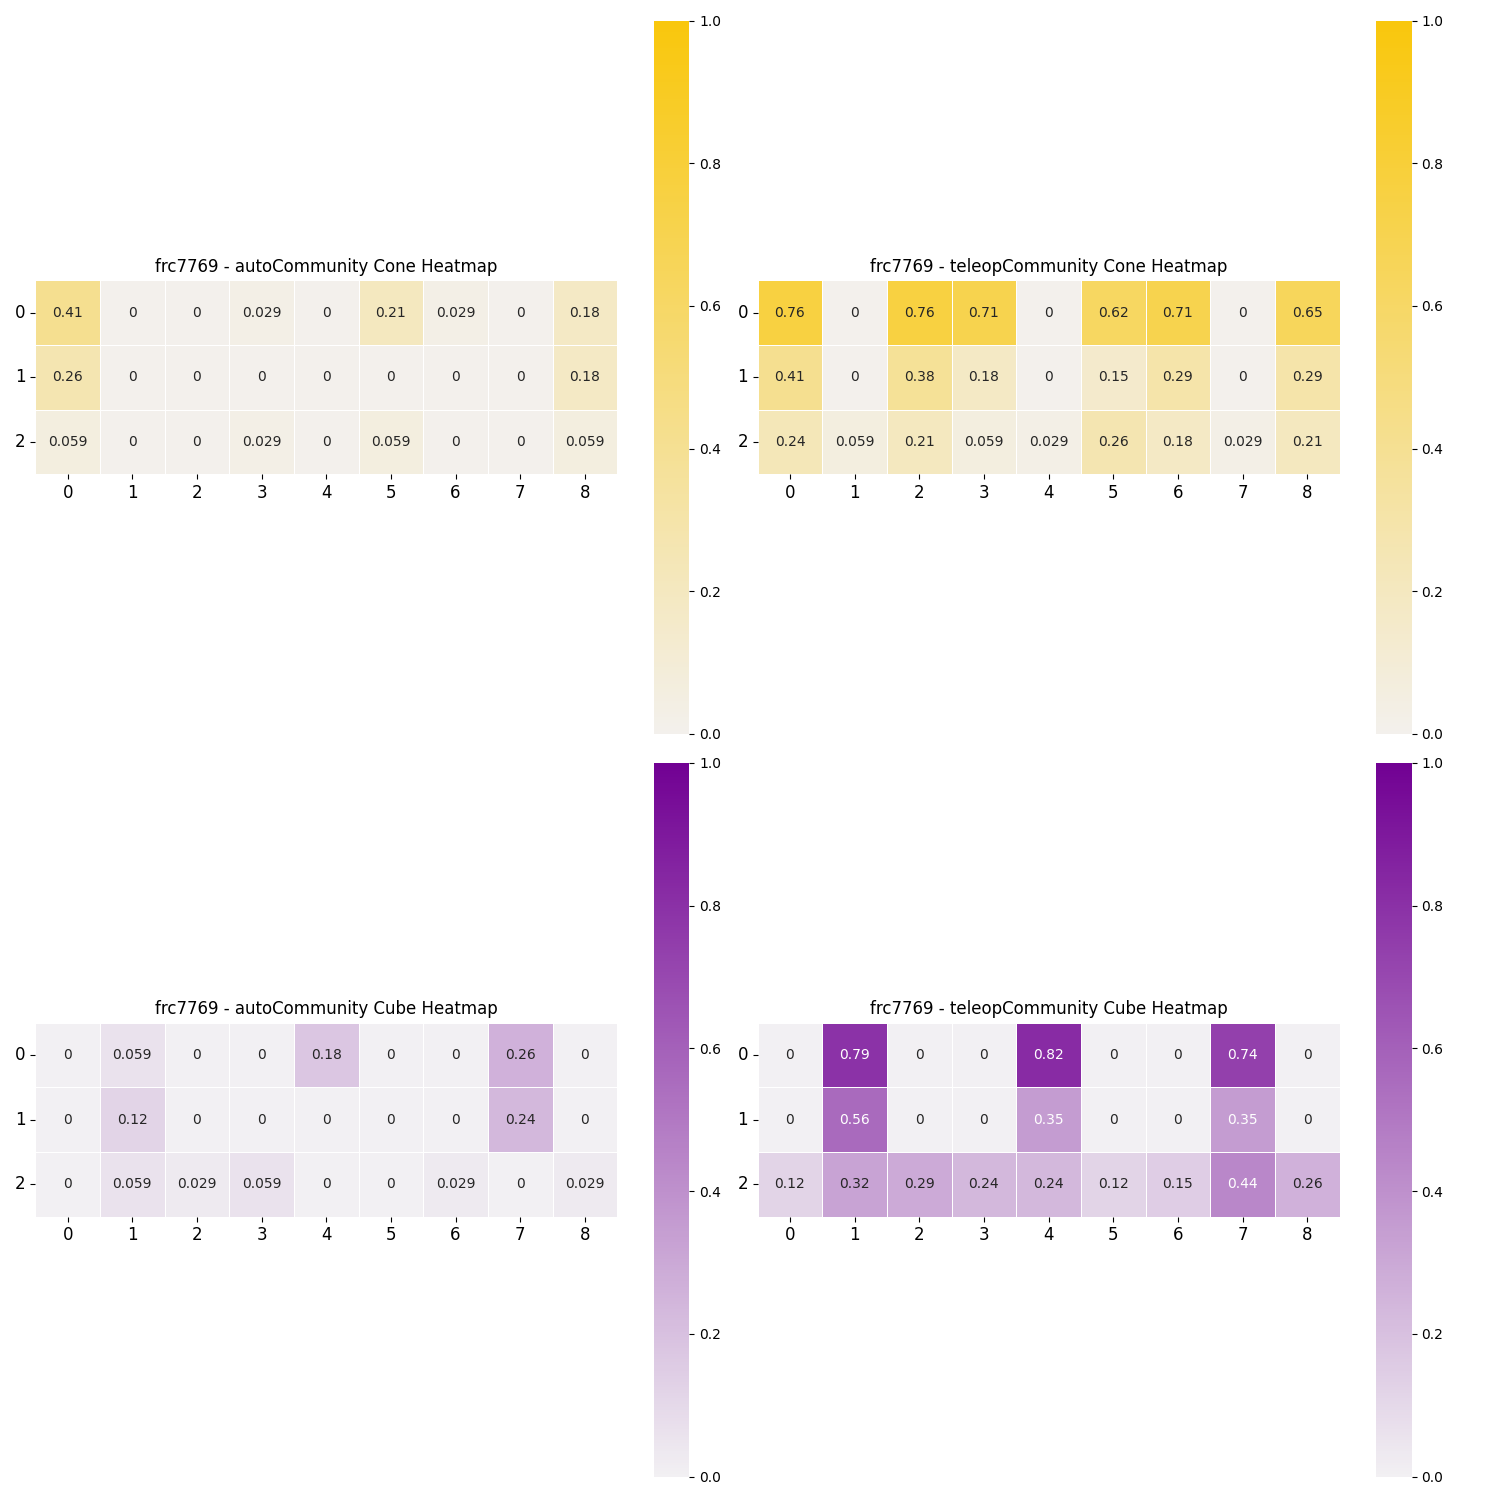 frc7769 - autoCommunity Cone Heatmap
0 0.41 0 0 0.029 0 0.21 0.029 0 0.18
1 0.26 0 0 0 0 0 0 0 0.18
2 0.059 0 0 0.029 0 0.059 0 0 0.059
0 1 2 3 4 5 6 7 8
1.0
0.8
0.6
0.4
0.2
0.0
frc7769 - teleopCommunity Cone Heatmap
0 0.76 0 0.76 0.71 0 0.62 0.71 0 0.65
1 0.41 0 0.38 0.18 0 0.15 0.29 0 0.29
2 0.24 0.059 0.21 0.059 0.029 0.26 0.18 0.029 0.21
0 1 2 3 4 5 6 7 8
1.0
0.8
0.6
0.4
0.2
0.0
frc7769 - autoCommunity Cube Heatmap
0 0 0.059 0 0 0.18 0 0 0.26 0
1 0 0.12 0 0 0 0 0 0.24 0
2 0 0.059 0.029 0.059 0 0 0.029 0 0.029
0 1 2 3 4 5 6 7 8
1.0
0.8
0.6
0.4
0.2
0.0
frc7769 - teleopCommunity Cube Heatmap
0 0 0.79 0 0 0.82 0 0 0.74 0
1 0 0.56 0 0 0.35 0 0 0.35 0
2 0.12 0.32 0.29 0.24 0.24 0.12 0.15 0.44 0.26
0 1 2 3 4 5 6 7 8
1.0
0.8
0.6
0.4
0.2
0.0